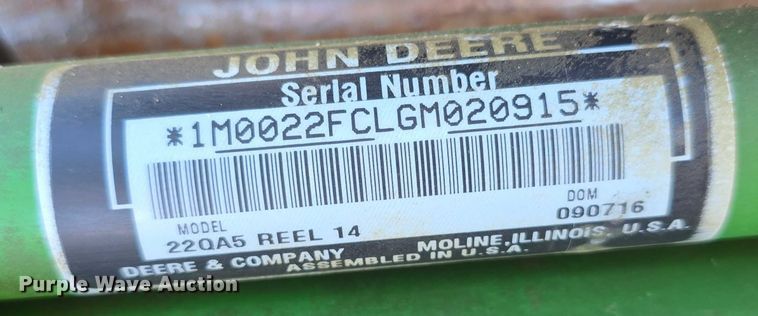 JOHN DEERE
Serial Number
*1M0022FCLGM020915*
MODEL
22QA5 REEL 14
DOM
090716
DEERE & COMPANY MOLINE, ILLINOIS, U.S.A.
ASSEMBLED IN U.S.A.
Purple Wave Auction